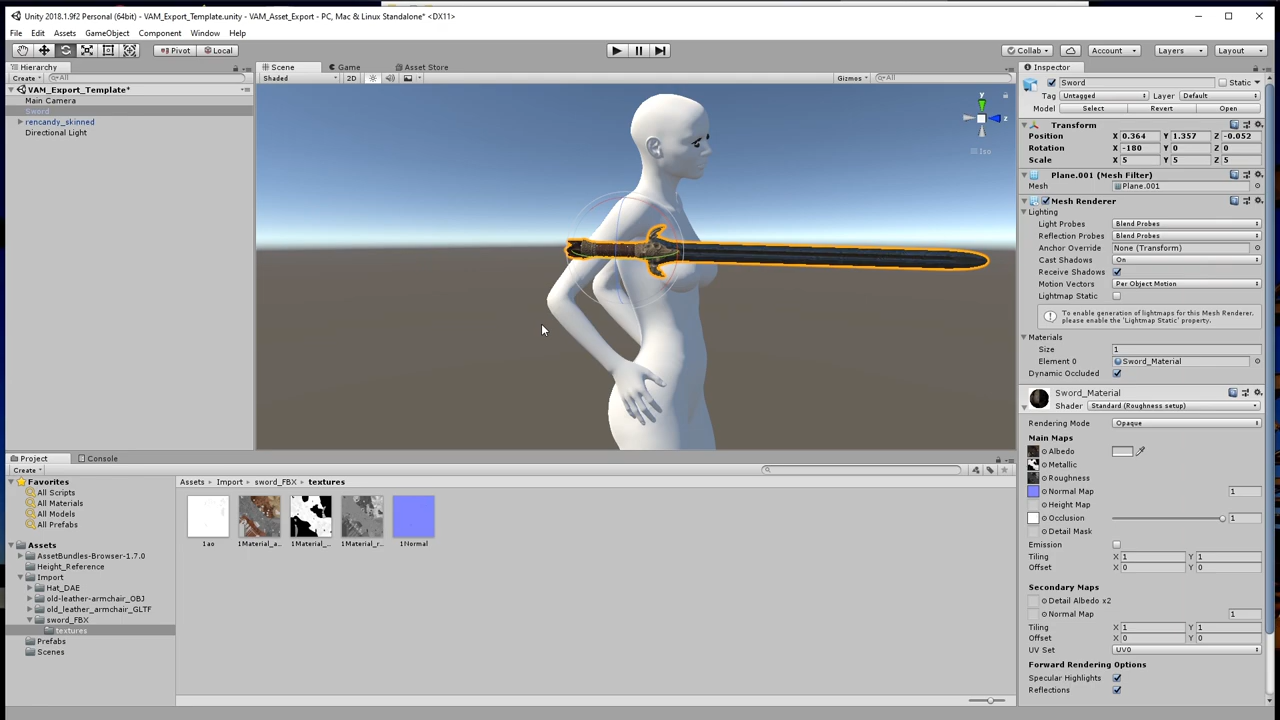 Unity 2018.1.9f2 Personal (64bit) - VAM_Export_Template.unity - VAM_Asset_Export - PC, Mac & Linux Standalone* <DX11>
File Edit Assets GameObject Component Window Help
Pivot Local Collab Account Layers Layout
Hierarchy Scene Game Asset Store Inspector
Create All Shaded 2D Gizmos All Sword Static
VAM_Export_Template*
Main Camera
Sword
rencandy_skinned
Directional Light
y
z
Iso
Tag Untagged Layer Default
Model Select Revert Open
Transform
Position X 0.364 Y 1.357 Z -0.052
Rotation X -180 Y 0 Z 0
Scale X 5 Y 5 Z 5
Plane.001 (Mesh Filter)
Mesh Plane.001
Mesh Renderer
Lighting
Light Probes Blend Probes
Reflection Probes Blend Probes
Anchor Override None (Transform)
Cast Shadows On
Receive Shadows
Motion Vectors Per Object Motion
Lightmap Static
To enable generation of lightmaps for this Mesh Renderer, please enable the 'Lightmap Static' property.
Materials
Size 1
Element 0 Sword_Material
Dynamic Occluded
Sword_Material
Shader Standard (Roughness setup)
Rendering Mode Opaque
Main Maps
Albedo
Metallic
Roughness
Normal Map 1
Height Map
Occlusion 1
Detail Mask
Emission
Tiling X 1 Y 1
Offset X 0 Y 0
Secondary Maps
Detail Albedo x2
Normal Map 1
Tiling X 1 Y 1
Offset X 0 Y 0
UV Set UV0
Forward Rendering Options
Specular Highlights
Reflections
Project Console
Create
Favorites
All Scripts
All Materials
All Models
All Prefabs
Assets
AssetBundles-Browser-1.7.0
Height_Reference
Import
Hat_DAE
old-leather-armchair_OBJ
old_leather_armchair_GLTF
sword_FBX
textures
Prefabs
Scenes
Assets Import sword_FBX textures
1ao 1Material_a... 1Material_... 1Material_r... 1Normal